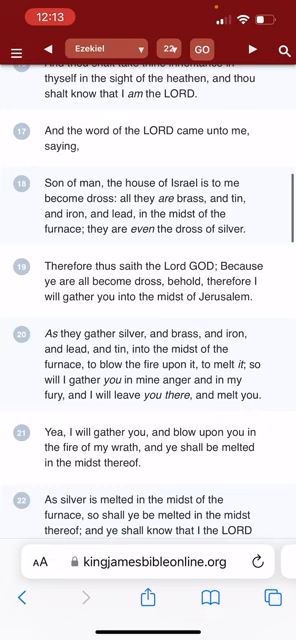 12:13
Ezekiel
22
GO
And thou shalt take thine inheritance in
thyself in the sight of the heathen, and thou
shalt know that I am the LORD.
17
And the word of the LORD came unto me,
saying,
18
Son of man, the house of Israel is to me
become dross: all they are brass, and tin,
and iron, and lead, in the midst of the
furnace; they are even the dross of silver.
19
Therefore thus saith the Lord GOD; Because
ye are all become dross, behold, therefore I
will gather you into the midst of Jerusalem.
20
As they gather silver, and brass, and iron,
and lead, and tin, into the midst of the
furnace, to blow the fire upon it, to melt it; so
will I gather you in mine anger and in my
fury, and I will leave you there, and melt you.
21
Yea, I will gather you, and blow upon you in
the fire of my wrath, and ye shall be melted
in the midst thereof.
22
As silver is melted in the midst of the
furnace, so shall ye be melted in the midst
thereof; and ye shall know that I the LORD
AA
kingjamesbibleonline.org